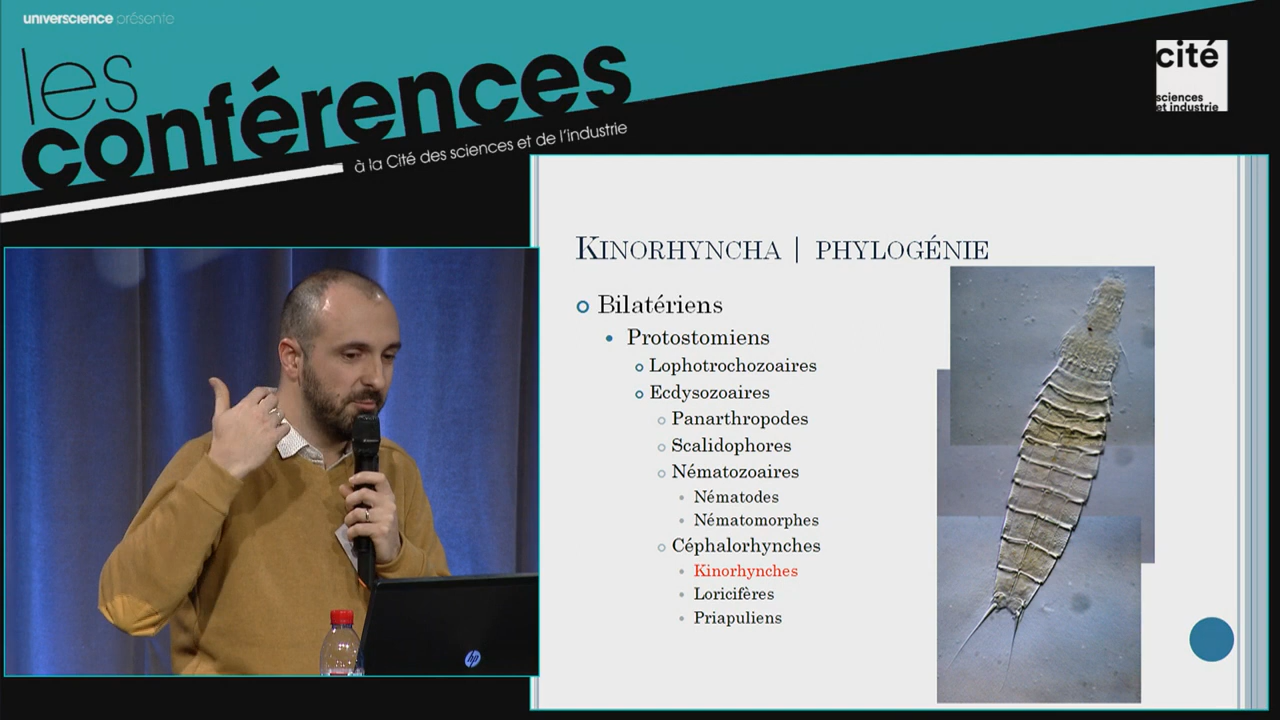 universcience présente
les
conférences
à la Cité des sciences et de l'industrie
cité
sciences
et industrie
KINORHYNCHA | PHYLOGÉNIE
Bilatériens
Protostomiens
Lophotrochozoaires
Ecdysozoaires
Panarthropodes
Scalidophores
Nématozoaires
Nématodes
Nématomorphes
Céphalorhynches
Kinorhynches
Loricifères
Priapuliens
hp